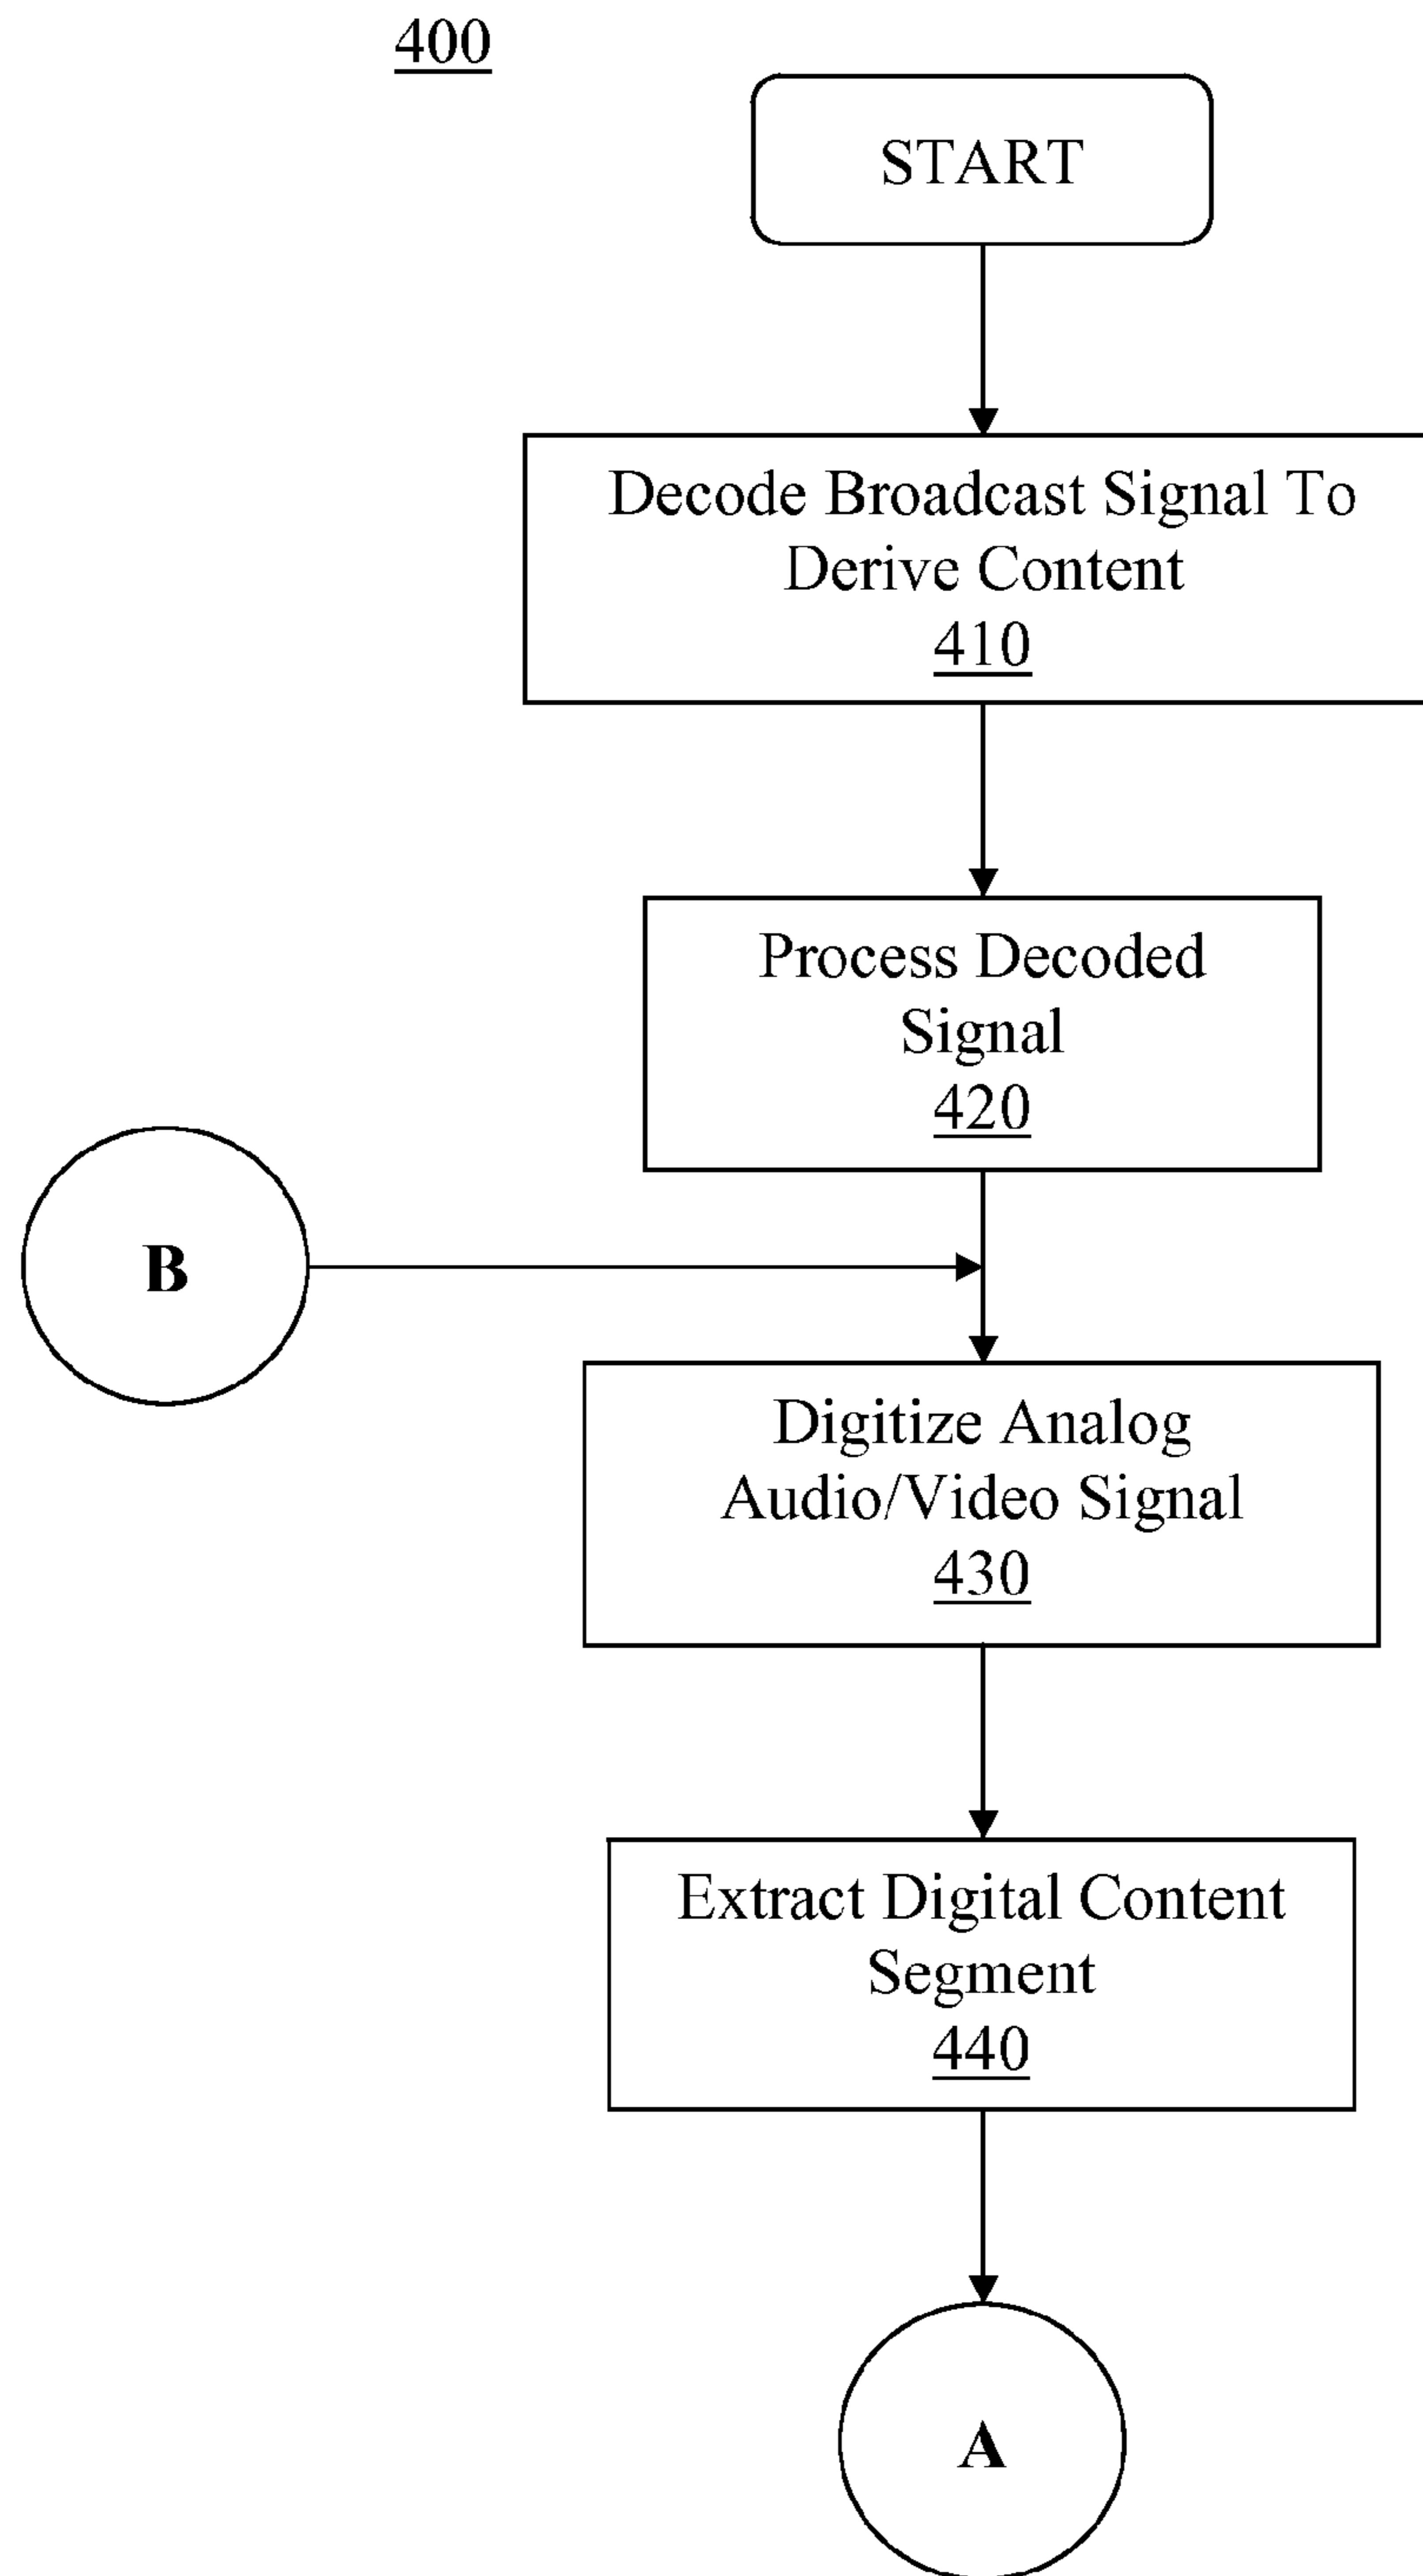 400
START
Decode Broadcast Signal To
Derive Content
410
Process Decoded
Signal
420
B
Digitize Analog
Audio/Video Signal
430
Extract Digital Content
Segment
440
A